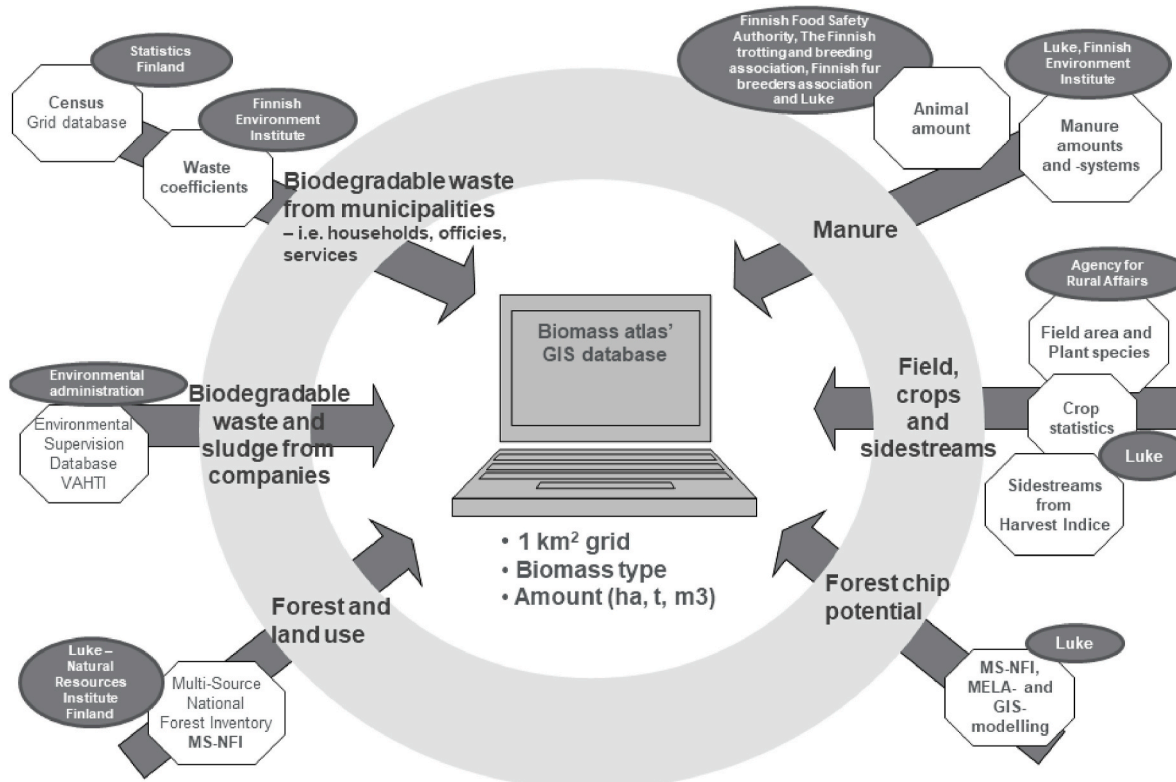 Statistics
Finland
Census
Grid database
Finnish
Environment
Institute
Waste
coefficients
Biodegradable waste
from municipalities
– i.e. households, officies,
services
Finnish Food Safety
Authority, The Finnish
trotting and breeding
association, Finnish fur
breeders association
and Luke
Animal
amount
Luke, Finnish
Environment
Institute
Manure
amounts
and -systems
Manure
Agency for
Rural Affairs
Field area and
Plant species
Crop
statistics
Luke
Sidestreams
from
Harvest Indice
Field,
crops
and
sidestreams
Biomass atlas’
GIS database
Environmental
administration
Environmental
Supervision
Database
VAHTI
Biodegradable
waste and
sludge from
companies
• 1 km² grid
• Biomass type
• Amount (ha, t, m3)
Forest and
land use
Luke –
Natural
Resources
Institute
Finland
Multi-Source
National
Forest Inventory
MS-NFI
Forest chip
potential
Luke
MS-NFI,
MELA- and
GIS-
modelling